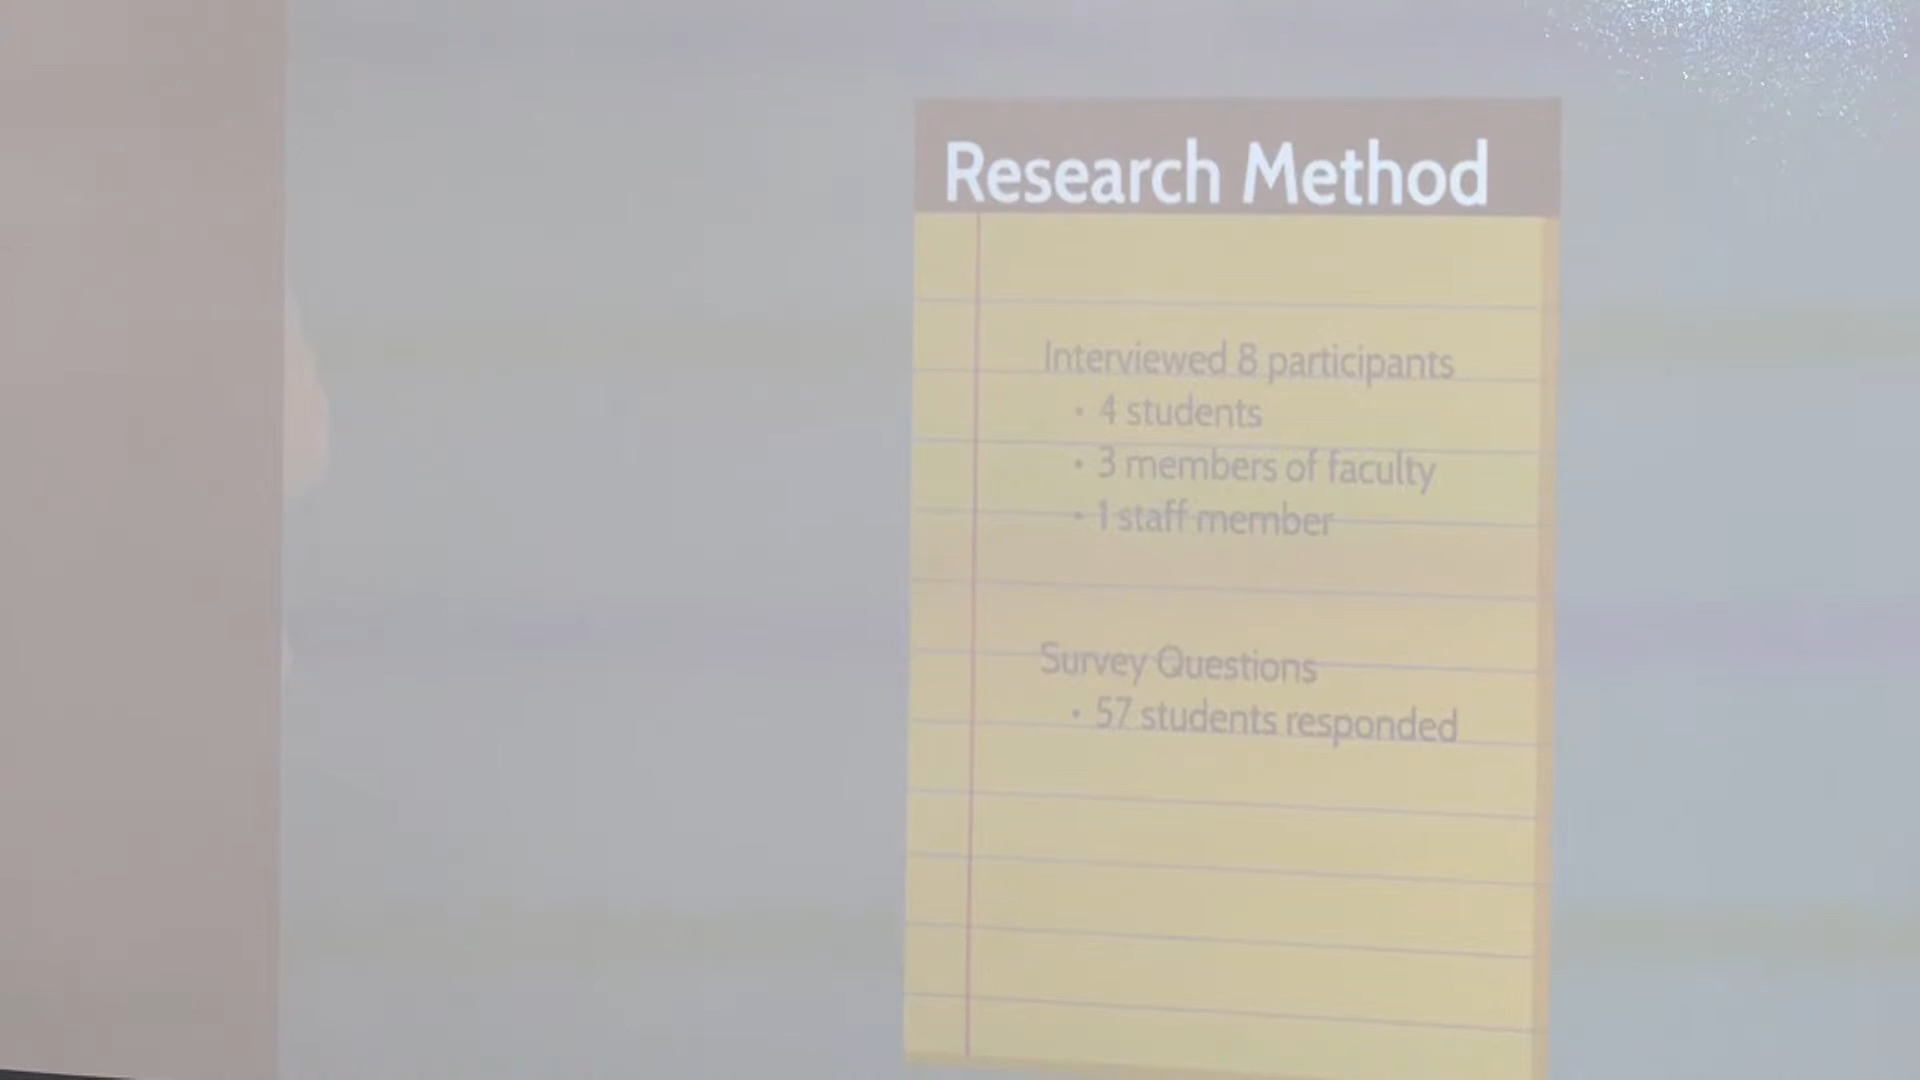 Research Method
Interviewed 8 participants
• 4 students
• 3 members of faculty
• 1 staff member
Survey Questions
• 57 students responded